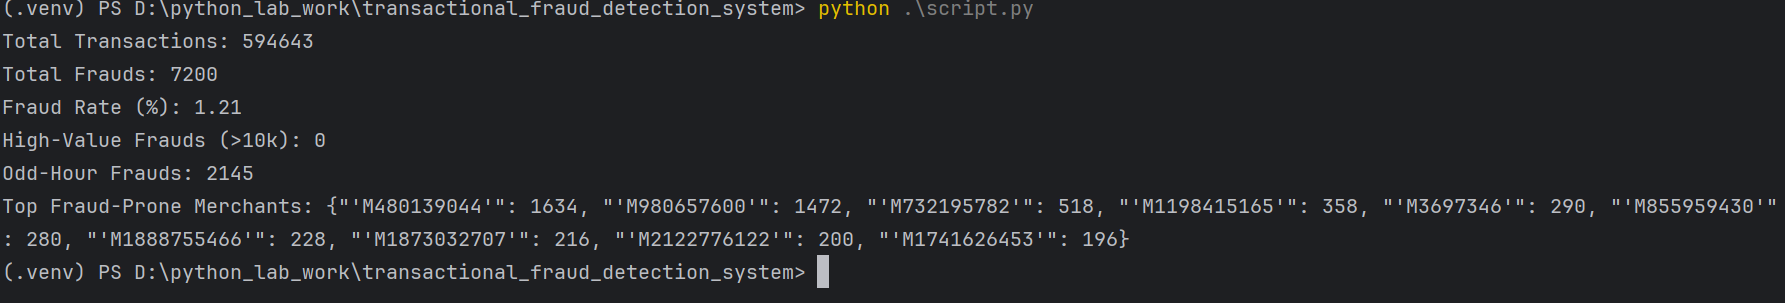 (.venv) PS D:\python_lab_work\transactional_fraud_detection_system> python .\script.py
Total Transactions: 594643
Total Frauds: 7200
Fraud Rate (%): 1.21
High-Value Frauds (>10k): 0
Odd-Hour Frauds: 2145
Top Fraud-Prone Merchants: {"'M480139044'": 1634, "'M980657600'": 1472, "'M732195782'": 518, "'M1198415165'": 358, "'M3697346'": 290, "'M855959430'"
: 280, "'M1888755466'": 228, "'M1873032707'": 216, "'M2122776122'": 200, "'M1741626453'": 196}
(.venv) PS D:\python_lab_work\transactional_fraud_detection_system>